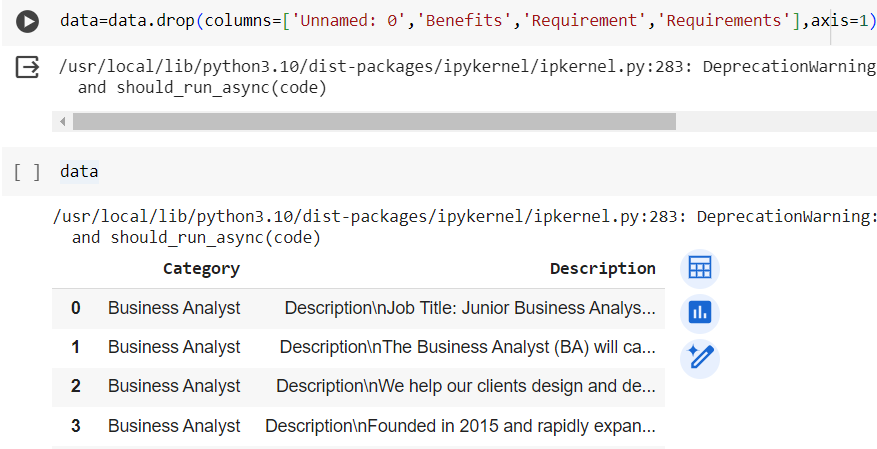 data=data.drop(columns=['Unnamed: 0','Benefits','Requirement','Requirements'],axis=1)
/usr/local/lib/python3.10/dist-packages/ipykernel/ipkernel.py:283: DeprecationWarning
and should_run_async(code)
[ ] data
/usr/local/lib/python3.10/dist-packages/ipykernel/ipkernel.py:283: DeprecationWarning:
and should_run_async(code)
Category Description
0 Business Analyst Description\nJob Title: Junior Business Analys...
1 Business Analyst Description\nThe Business Analyst (BA) will ca...
2 Business Analyst Description\nWe help our clients design and de...
3 Business Analyst Description\nFounded in 2015 and rapidly expan...